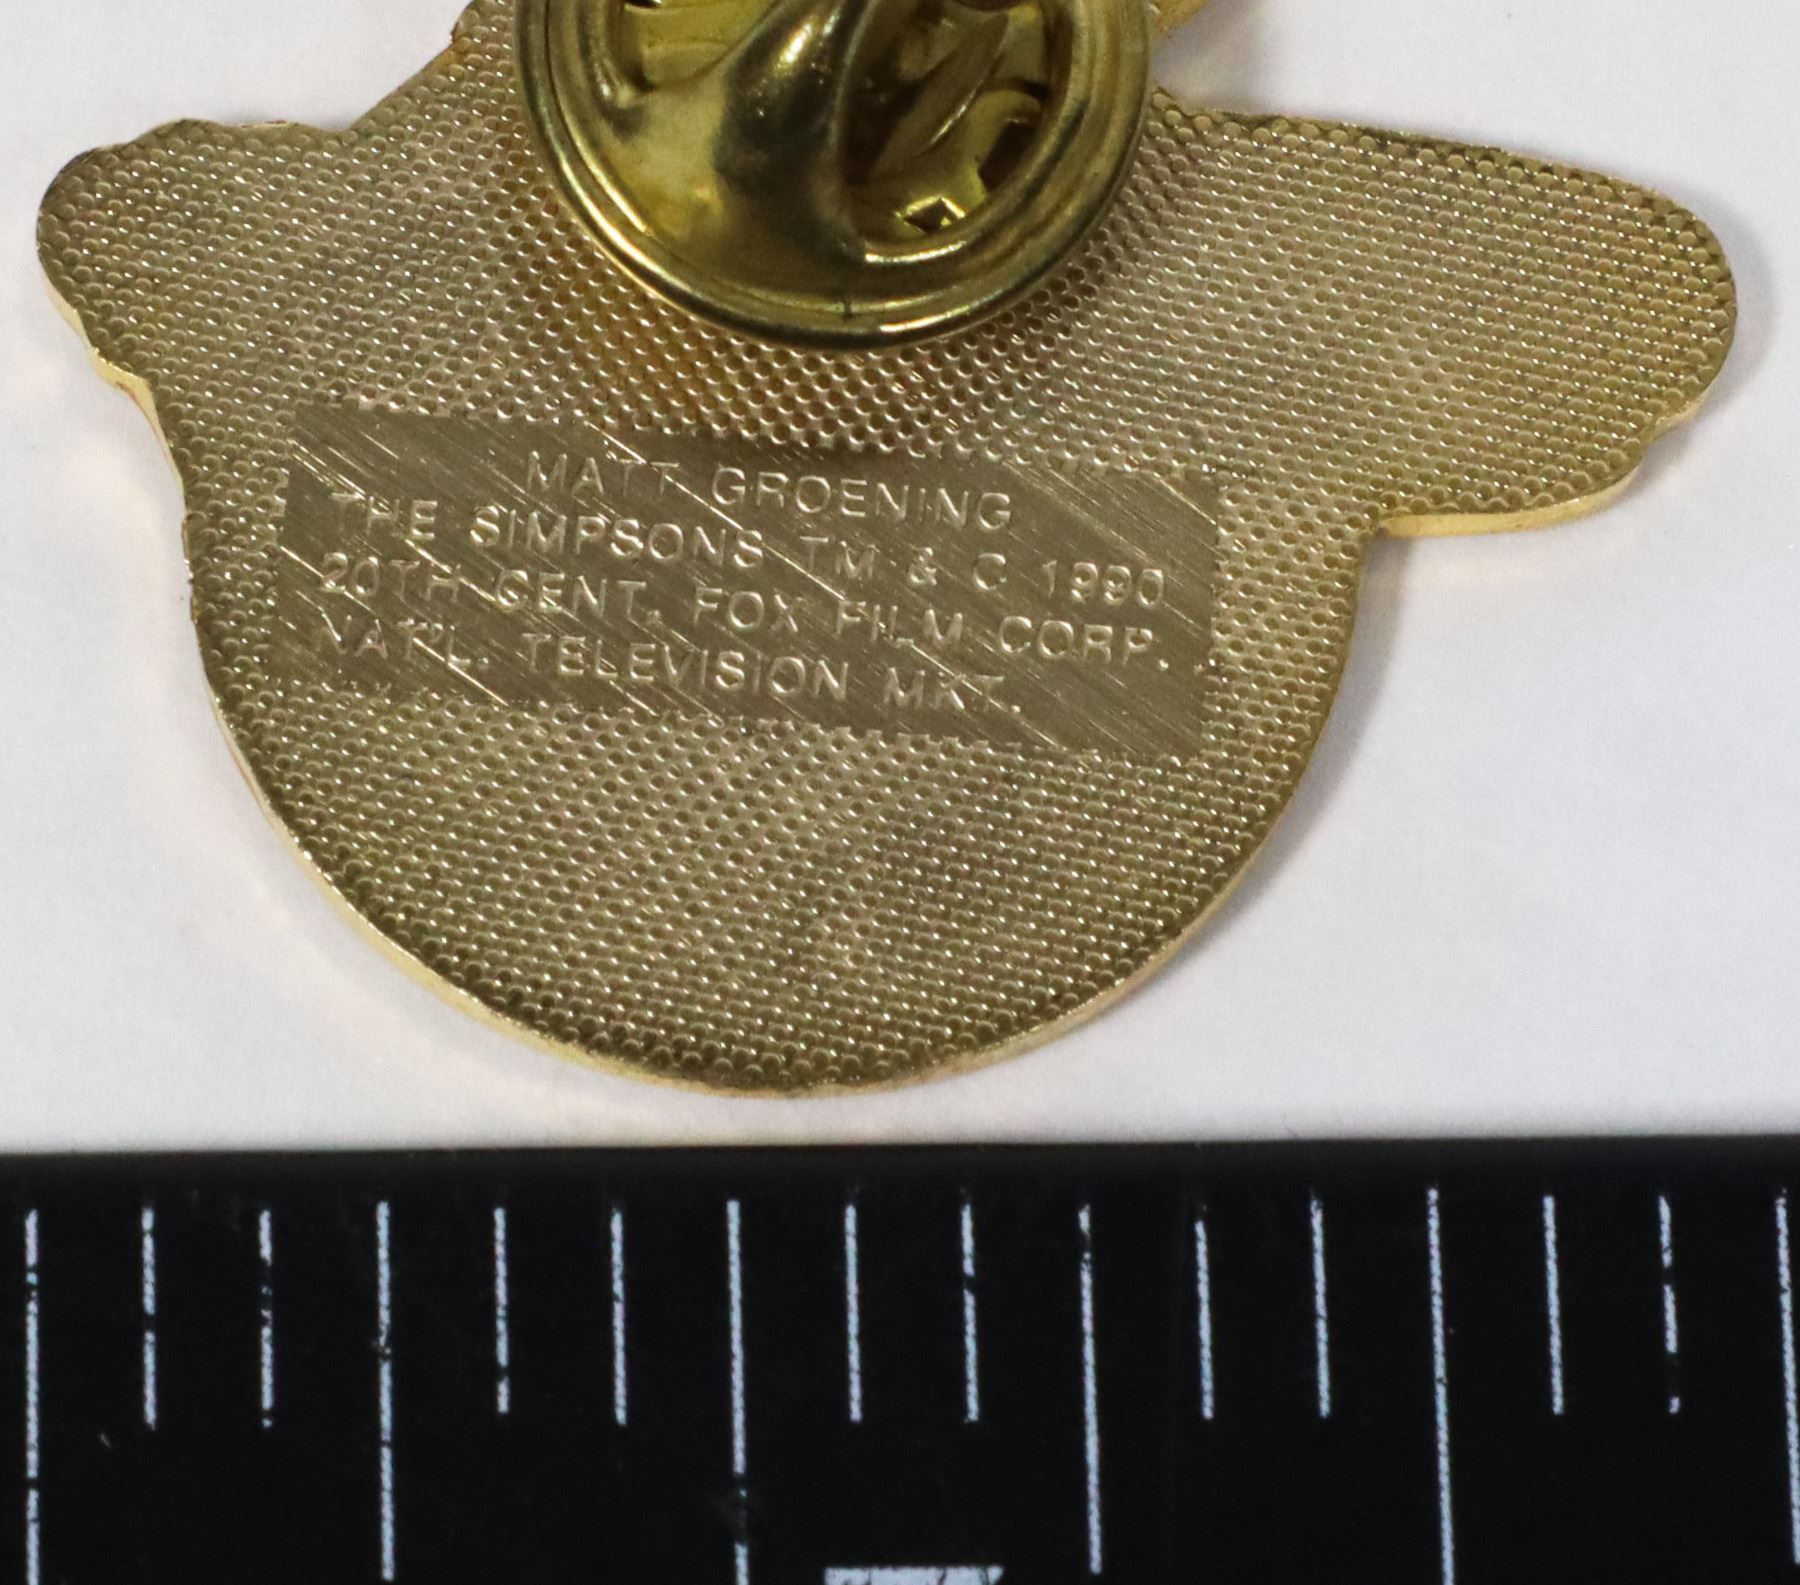 MATT GROENING
THE SIMPSONS TM & C 1990
20TH CENT. FOX FILM CORP.
NAT'L. TELEVISION MKT.